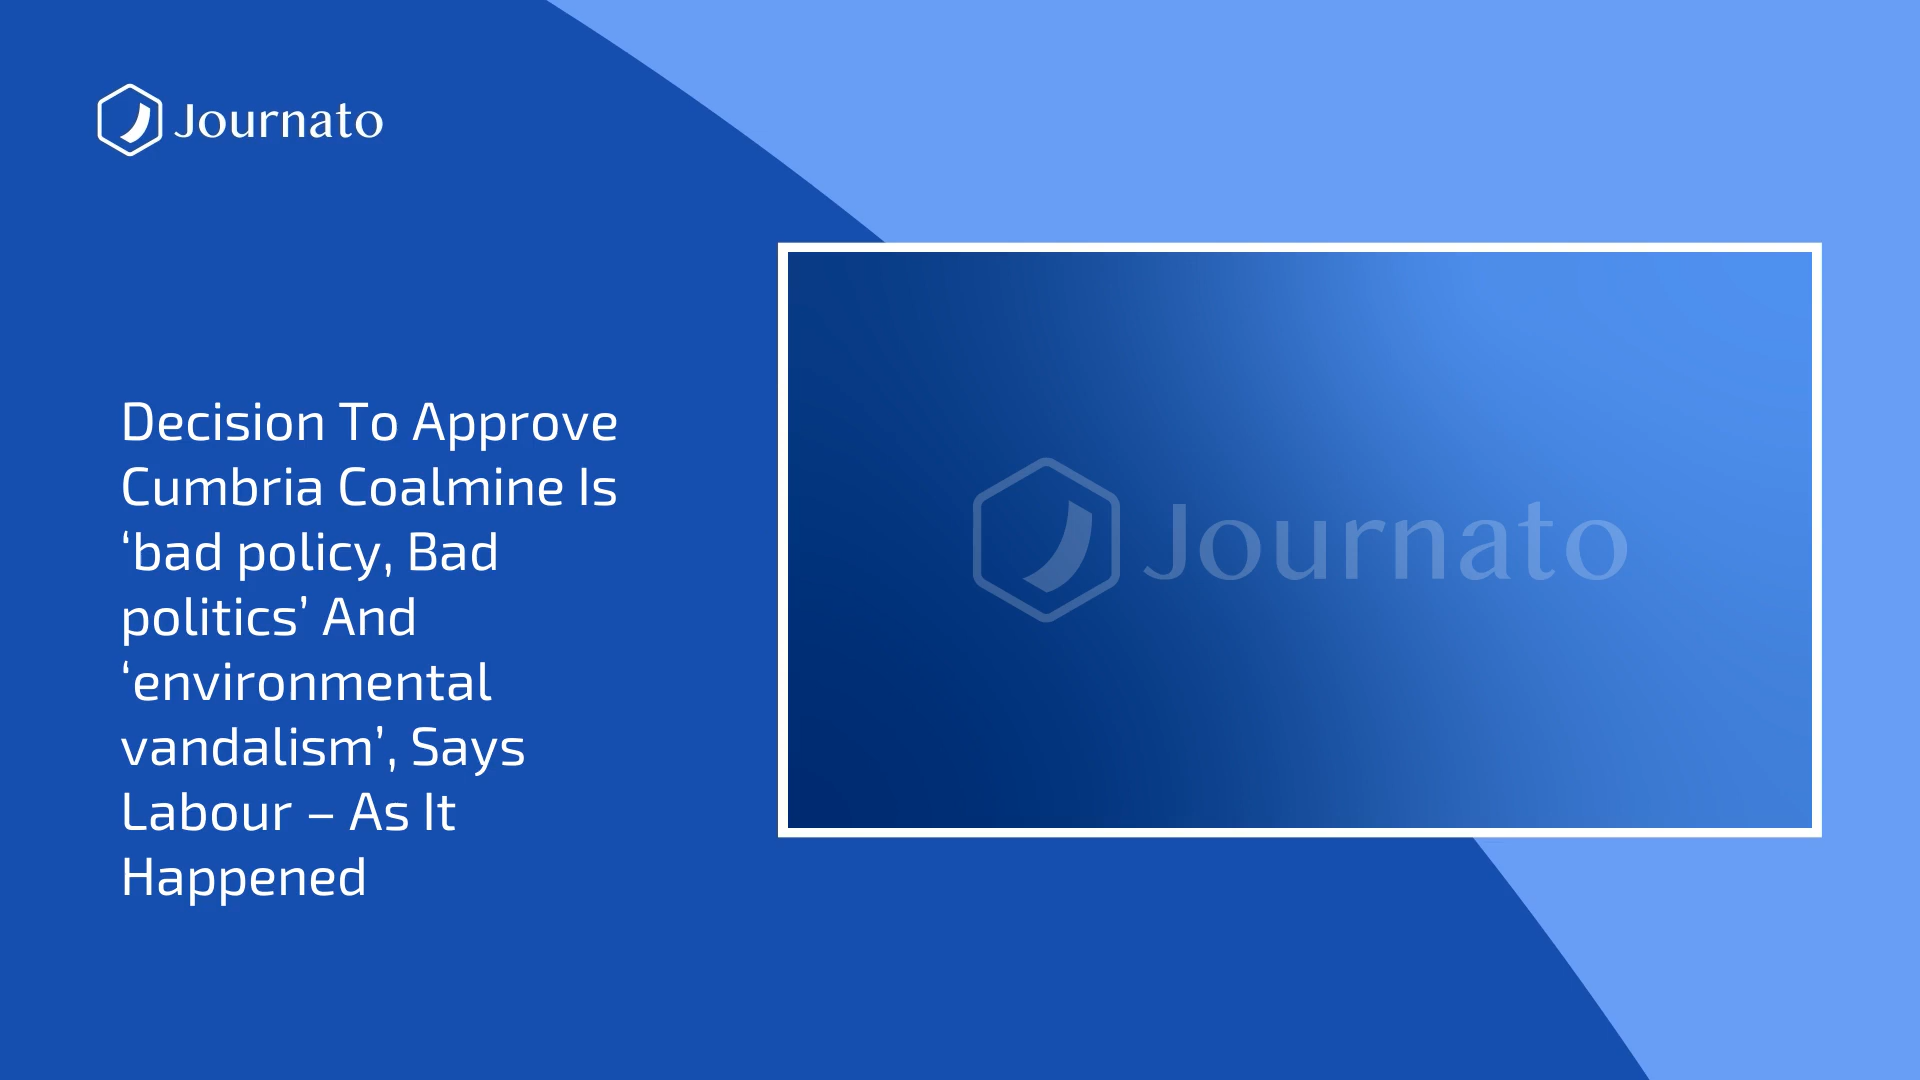 Journato
Decision To Approve
Cumbria Coalmine Is
‘bad policy, Bad
politics’ And
‘environmental
vandalism’, Says
Labour – As It
Happened
Journato